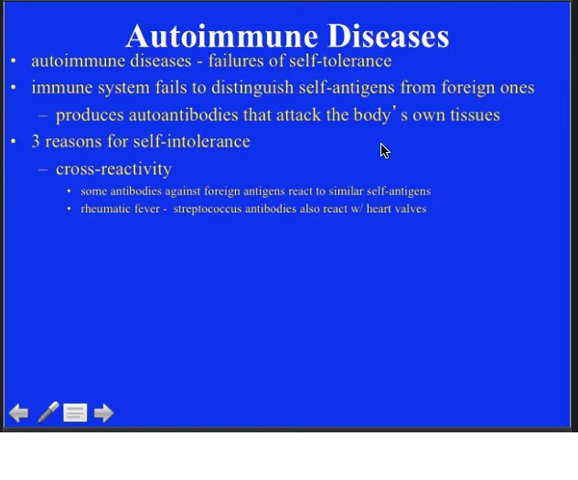 Autoimmune Diseases
• autoimmune diseases - failures of self-tolerance
• immune system fails to distinguish self-antigens from foreign ones
– produces autoantibodies that attack the body’s own tissues
• 3 reasons for self-intolerance
– cross-reactivity
• some antibodies against foreign antigens react to similar self-antigens
• rheumatic fever - streptococcus antibodies also react w/ heart valves